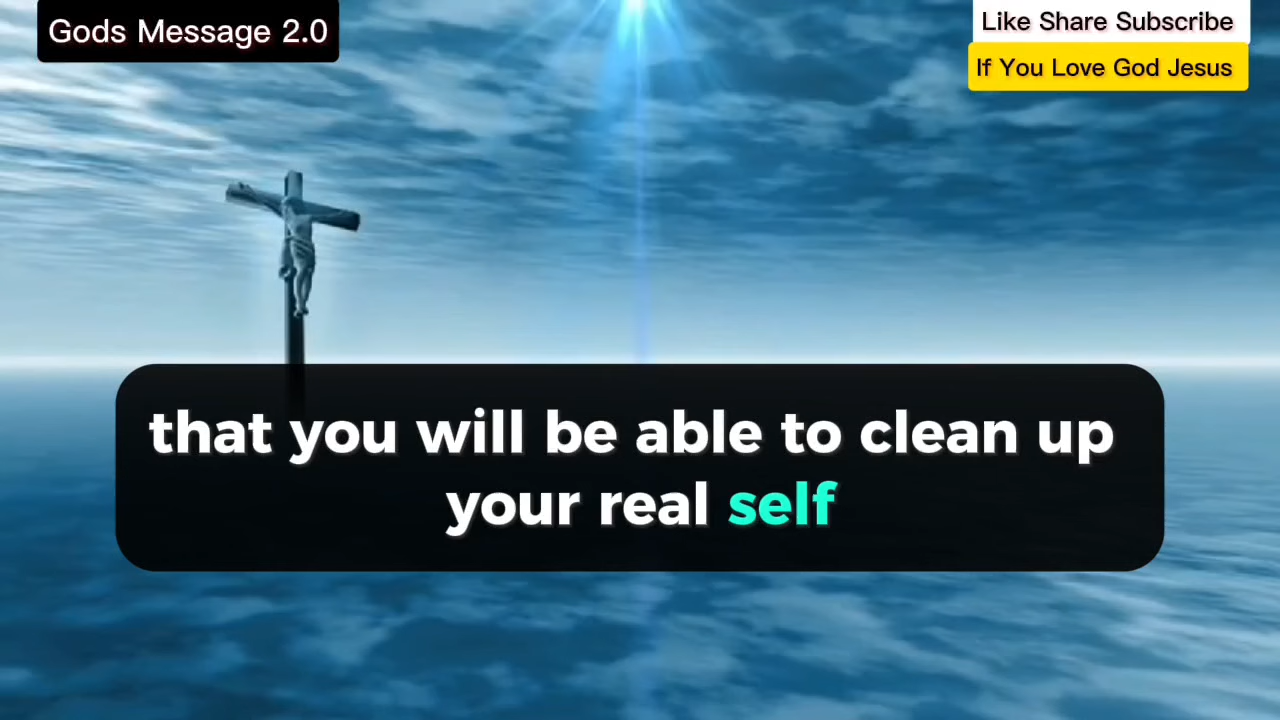 Gods Message 2.0
Like Share Subscribe
If You Love God Jesus
that you will be able to clean up
your real self